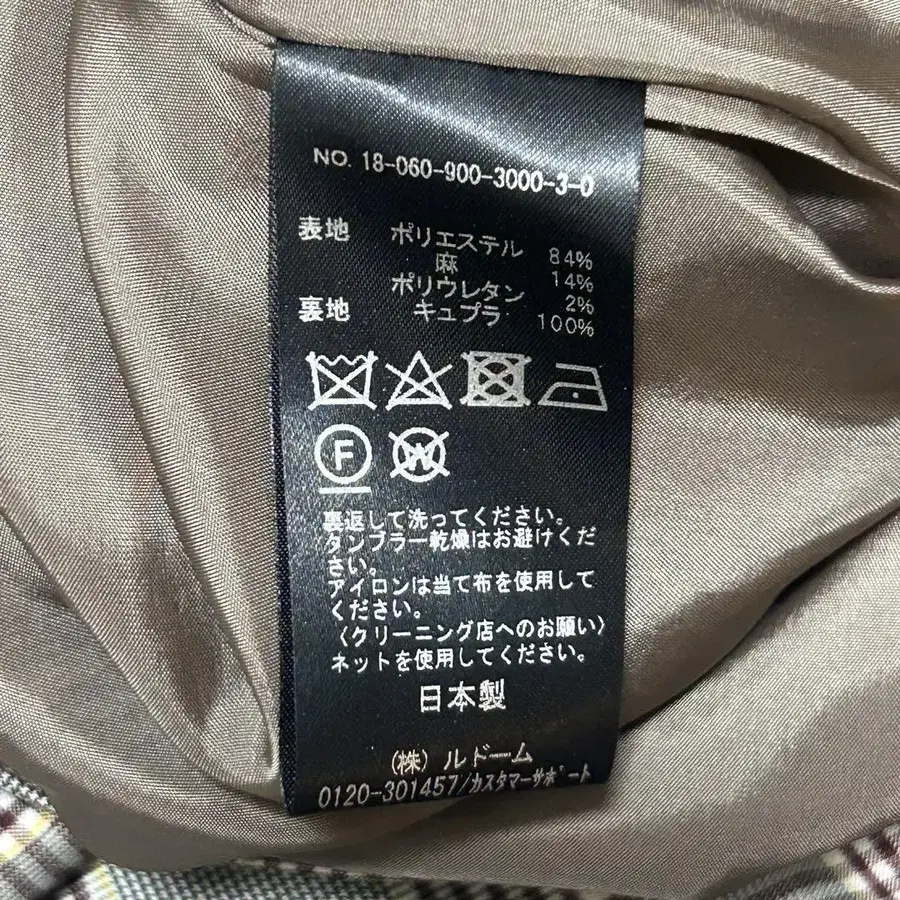 NO. 18-060-900-3000-3-0
表地 ポリエステル 84%
麻 14%
ポリウレタン 2%
裏地 キュプラ 100%
F W
裏返して洗ってください。
タンブラー乾燥はお避けくだ
さい。
アイロンは当て布を使用して
ください。
〈クリーニング店へのお願い〉
ネットを使用してください。
日本製
(株) ルドーム
0120-301457/カスタマーサポート